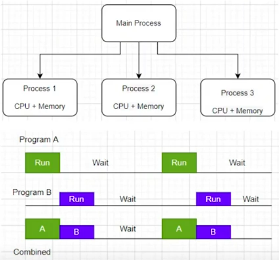 Main Process
Process 1
CPU + Memory
Process 2
CPU + Memory
Process 3
CPU + Memory
Program A
Run Wait Run Wait
Program B
Run Wait Run Wait
A B Wait A B Wait
Combined